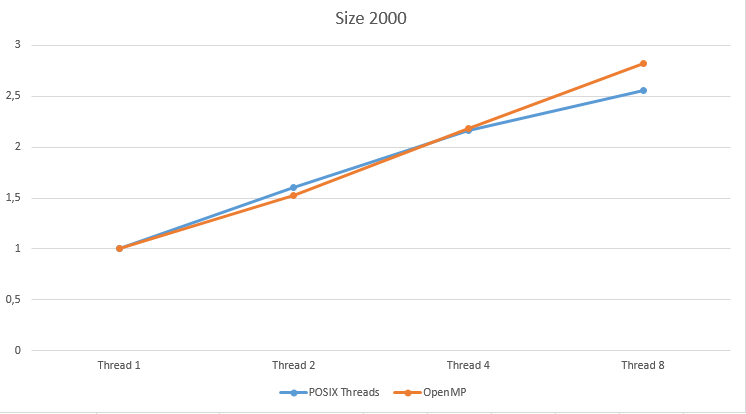 Size 2000
3
2,5
2
1,5
1
0,5
0
Thread 1 Thread 2 Thread 4 Thread 8
POSIX Threads OpenMP